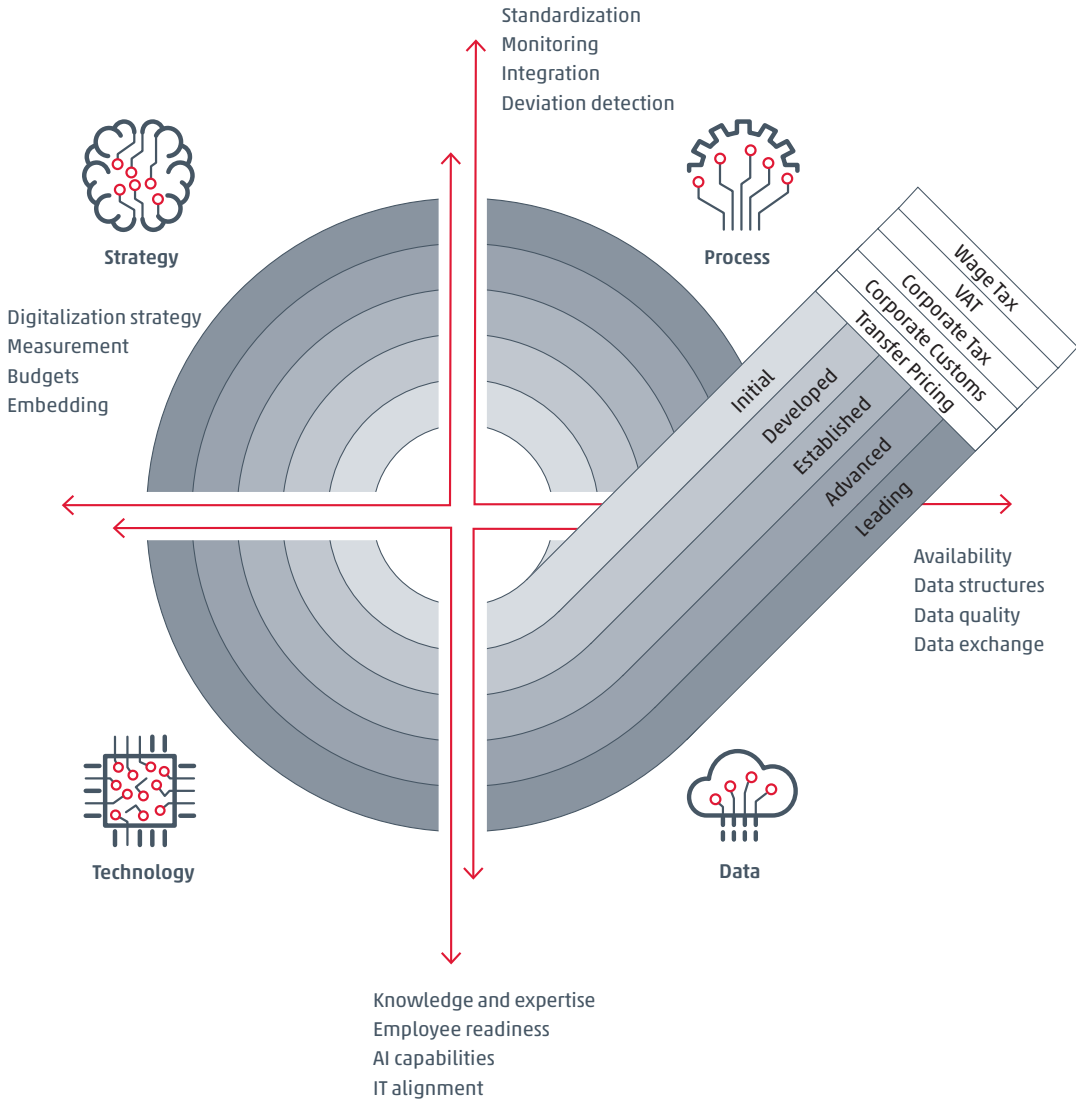 Standardization
Monitoring
Integration
Deviation detection
Strategy
Process
Digitalization strategy
Measurement
Budgets
Embedding
Wage Tax
VAT
Corporate Tax
Corporate Customs
Transfer Pricing
Initial
Developed
Established
Advanced
Leading
Availability
Data structures
Data quality
Data exchange
Technology
Data
Knowledge and expertise
Employee readiness
AI capabilities
IT alignment